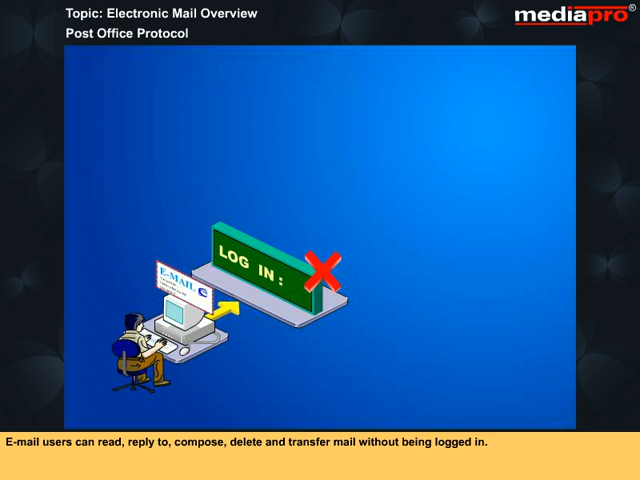 Topic: Electronic Mail Overview
Post Office Protocol
mediapro®
LOG IN:
E-MAIL
E-mail users can read, reply to, compose, delete and transfer mail without being logged in.